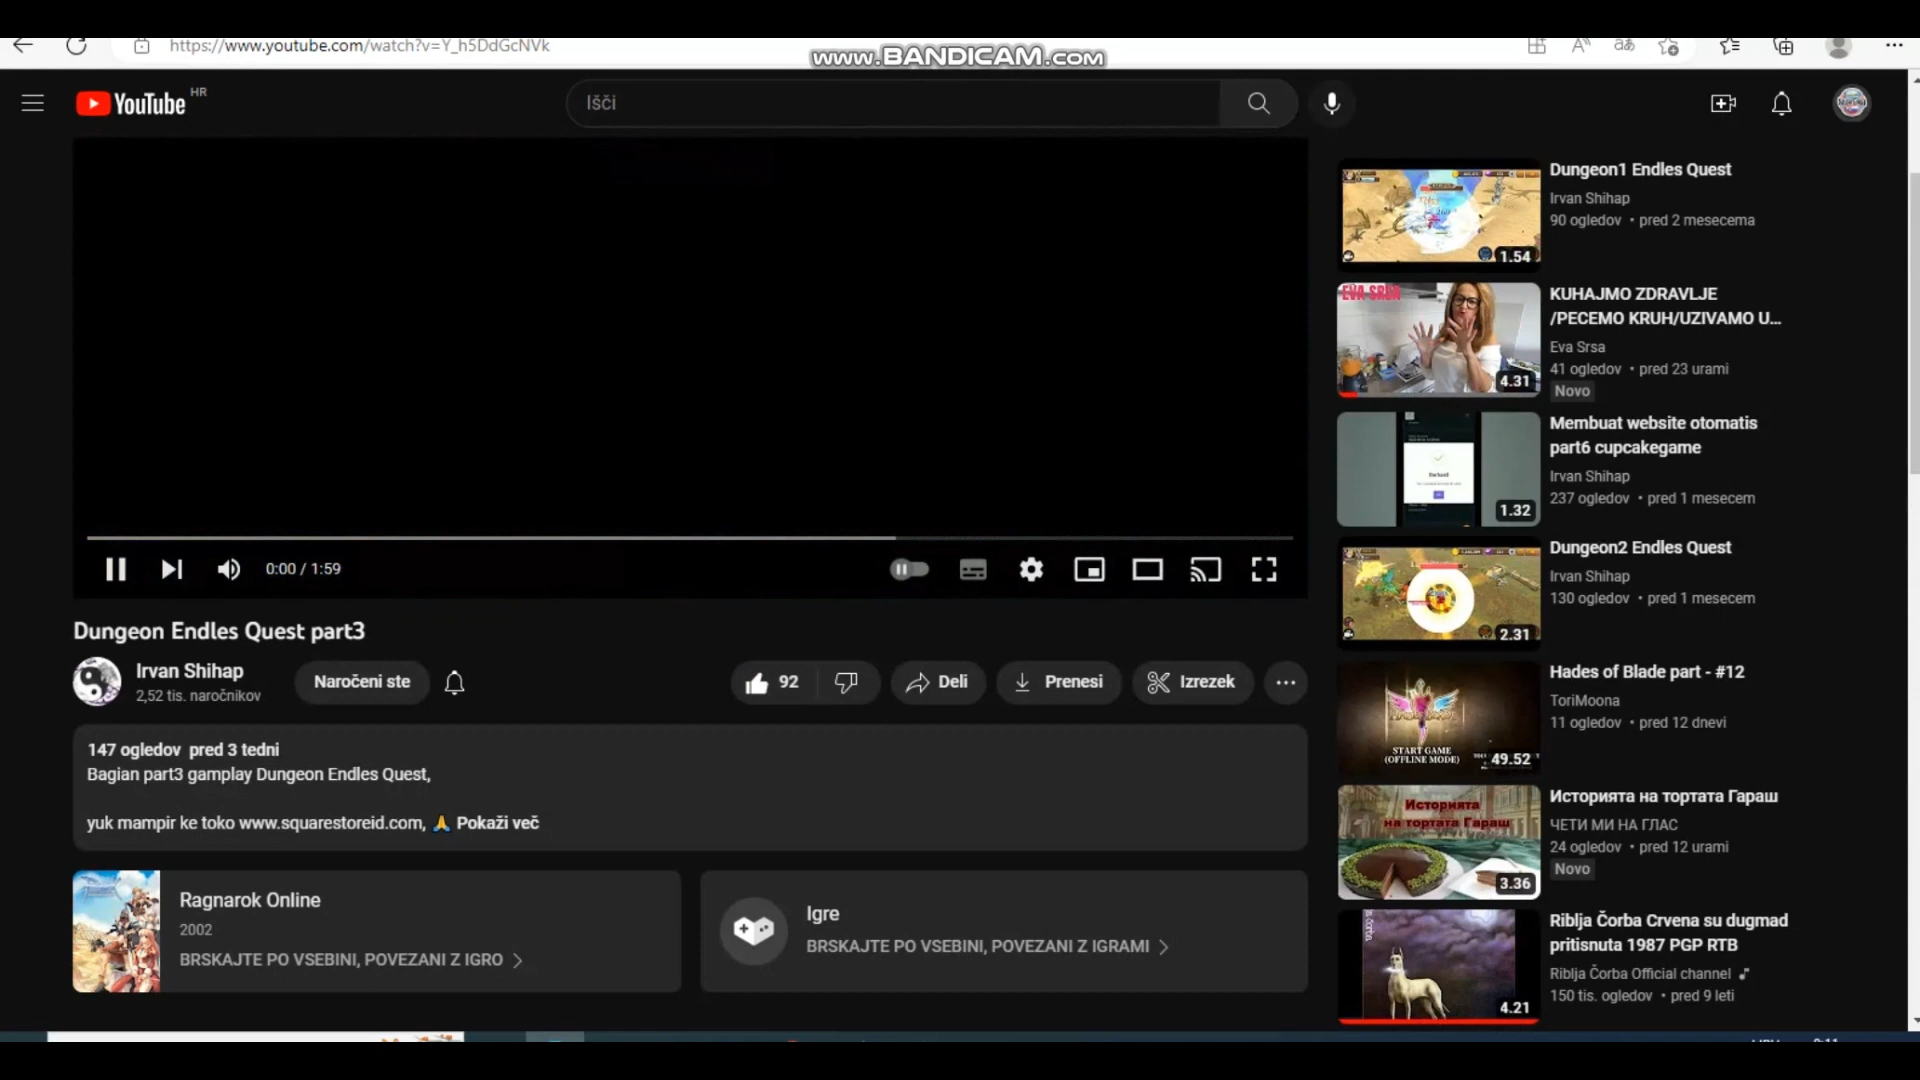 https://www.youtube.com/watch?v=Y_h5DdGcNVk
www.BANDICAM.com
YouTube HR
Išči
0:00 / 1:59
Dungeon Endles Quest part3
Irvan Shihap
2,52 tis. naročnikov
Naročeni ste
92
Deli
Prenesi
Izrezek
147 ogledov pred 3 tedni
Bagian part3 gamplay Dungeon Endles Quest,
yuk mampir ke toko www.squarestoreid.com, 🙏 Pokaži več
Ragnarok Online
2002
BRSKAJTE PO VSEBINI, POVEZANI Z IGRO
Igre
BRSKAJTE PO VSEBINI, POVEZANI Z IGRAMI
1.54
Dungeon1 Endles Quest
Irvan Shihap
90 ogledov • pred 2 mesecema
EVA SRSA
4.31
KUHAJMO ZDRAVLJE
/PECEMO KRUH/UZIVAMO U...
Eva Srsa
41 ogledov • pred 23 urami
Novo
1.32
Membuat website otomatis
part6 cupcakegame
Irvan Shihap
237 ogledov • pred 1 mesecem
2.31
Dungeon2 Endles Quest
Irvan Shihap
130 ogledov • pred 1 mesecem
START GAME
(OFFLINE MODE)
49.52
Hades of Blade part - #12
ToriMoona
11 ogledov • pred 12 dnevi
Историята
на тортата Гараш
3.36
Историята на тортата Гараш
ЧЕТИ МИ НА ГЛАС
24 ogledov • pred 12 urami
Novo
4.21
Riblja Čorba Crvena su dugmad
pritisnuta 1987 PGP RTB
Riblja Čorba Official channel
150 tis. ogledov • pred 9 leti